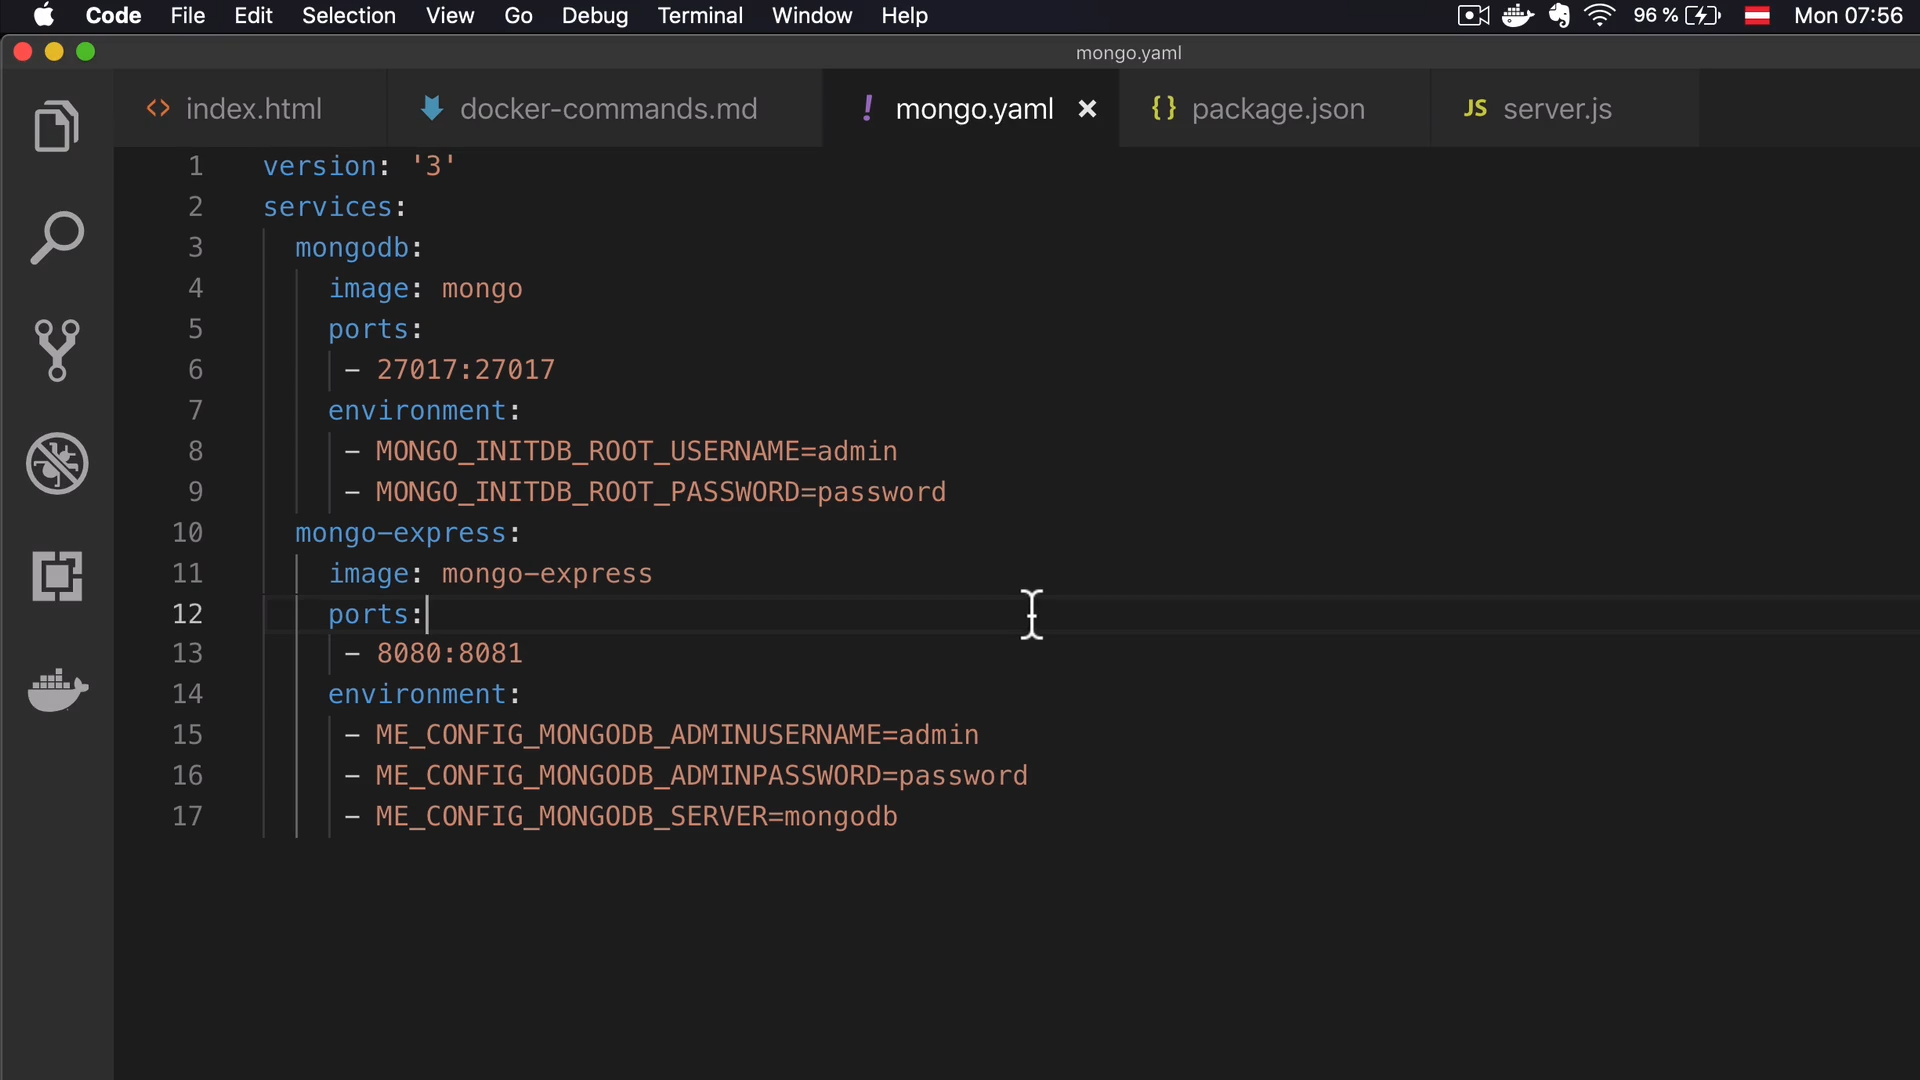 Code File Edit Selection View Go Debug Terminal Window Help 96 % Mon 07:56
mongo.yaml
<> index.html docker-commands.md ! mongo.yaml × {} package.json JS server.js
1 version: '3'
2 services:
3 mongodb:
4 image: mongo
5 ports:
6 - 27017:27017
7 environment:
8 - MONGO_INITDB_ROOT_USERNAME=admin
9 - MONGO_INITDB_ROOT_PASSWORD=password
10 mongo-express:
11 image: mongo-express
12 ports:
13 - 8080:8081
14 environment:
15 - ME_CONFIG_MONGODB_ADMINUSERNAME=admin
16 - ME_CONFIG_MONGODB_ADMINPASSWORD=password
17 - ME_CONFIG_MONGODB_SERVER=mongodb